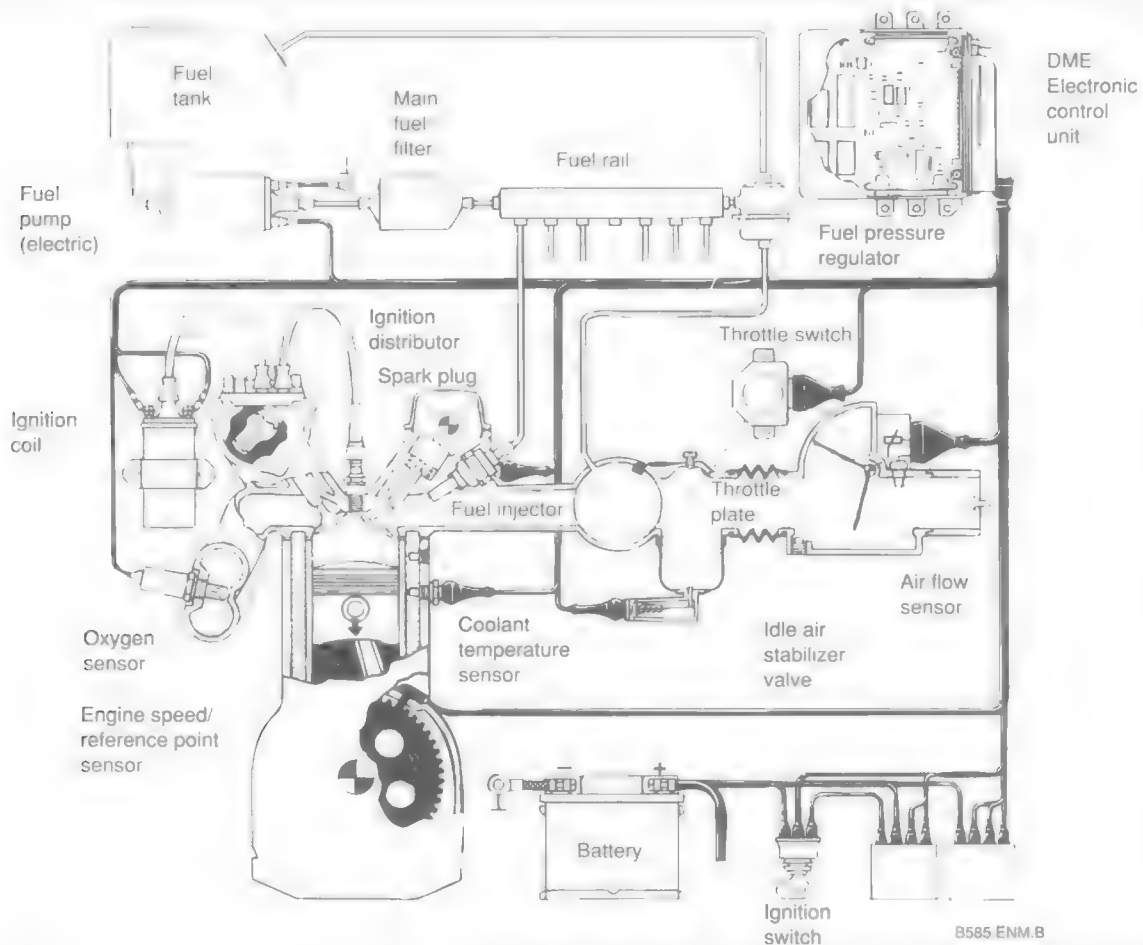 Fuel
tank
Main
fuel
filter
Fuel rail
DME
Electronic
control
unit
Fuel
pump
(electric)
Fuel pressure
regulator
Ignition
distributor
Spark plug
Throttle switch
Ignition
coil
Fuel injector
Throttle
plate
Air flow
sensor
Oxygen
sensor
Coolant
temperature
sensor
Idle air
stabilizer
valve
Engine speed/
reference point
sensor
− +
Battery
Ignition
switch
B585 ENM.B